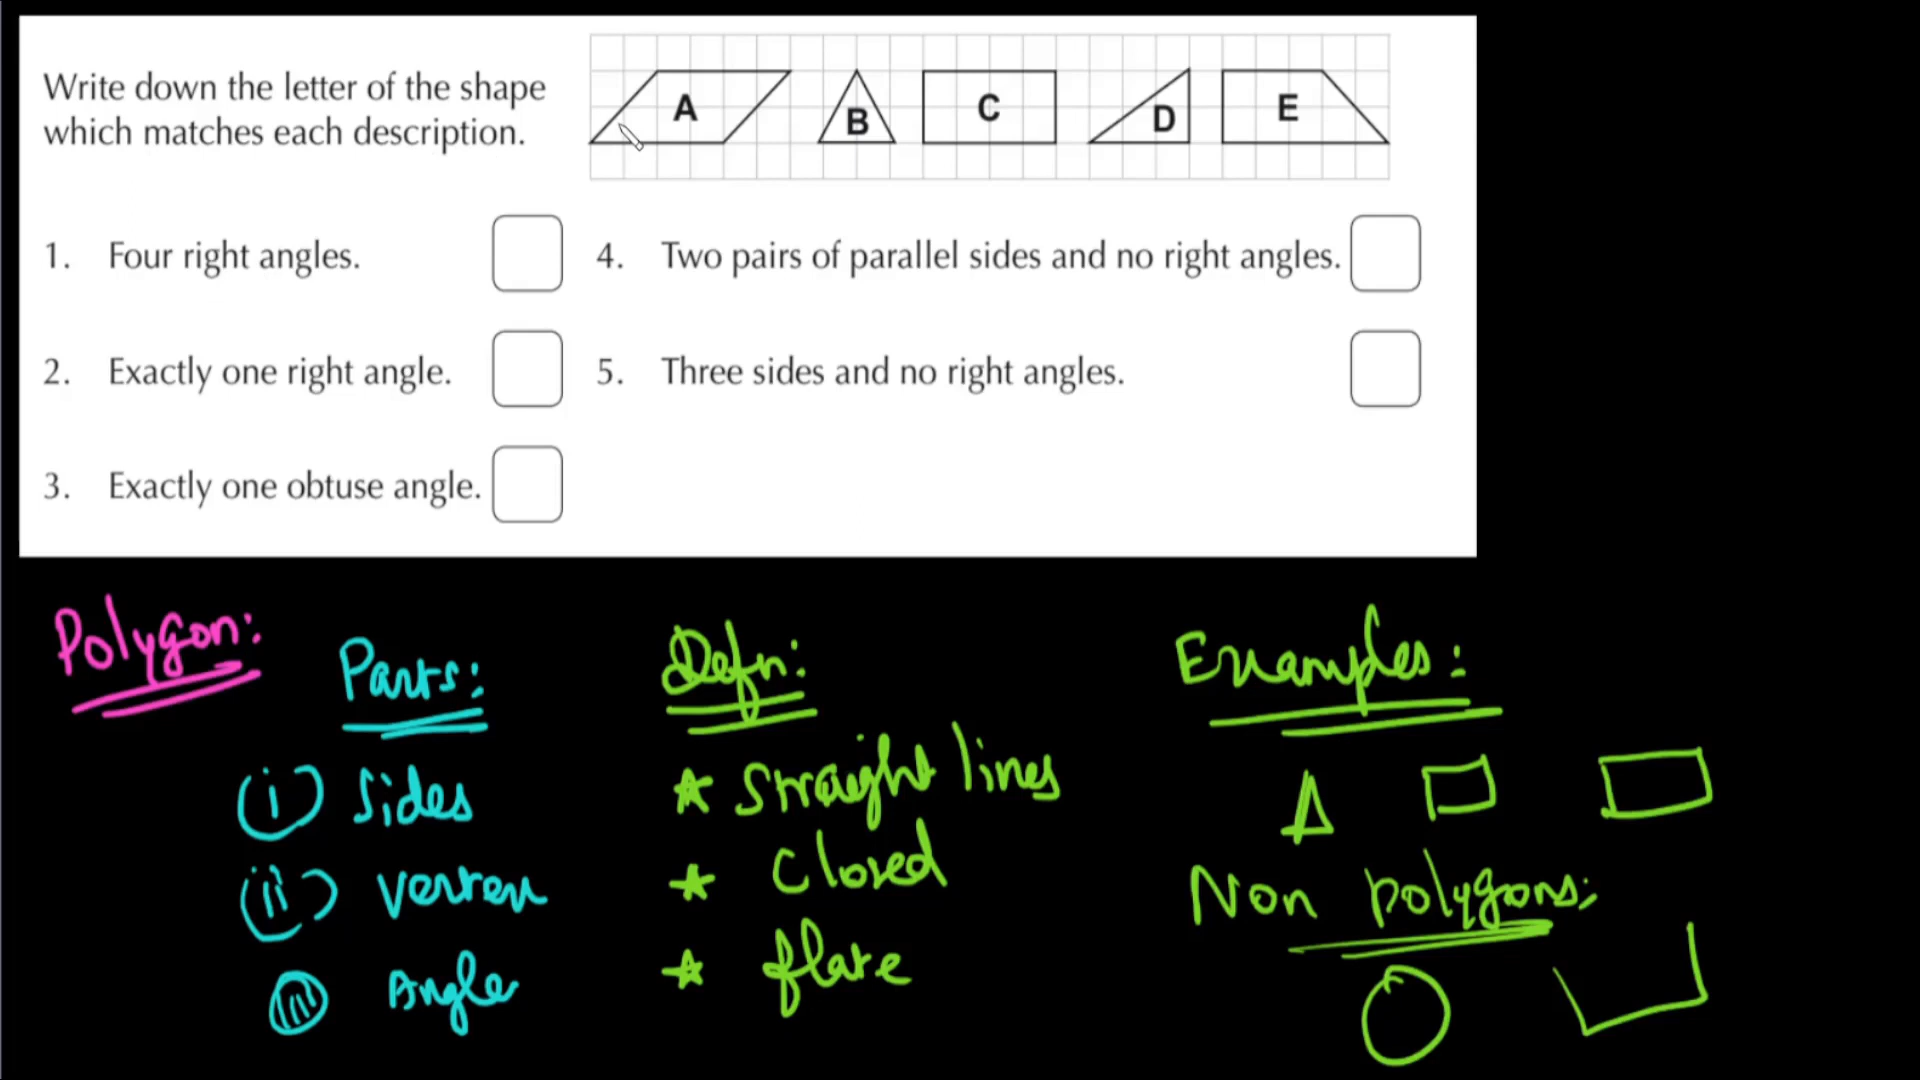 Write down the letter of the shape
which matches each description.
A B C D E
1. Four right angles.
4. Two pairs of parallel sides and no right angles.
2. Exactly one right angle.
5. Three sides and no right angles.
3. Exactly one obtuse angle.
Polygon:
Parts:
(i) Sides
(ii) Vertex
(iii) Angle
Defn:
* Straight lines
* Closed
* flate
Examples:
Non polygons: